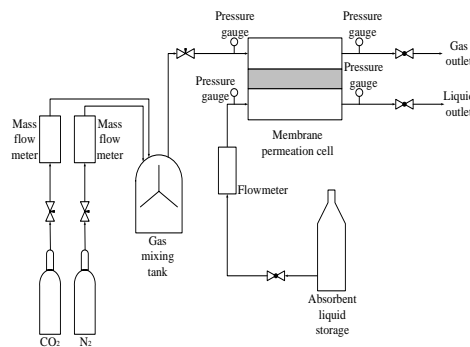 Pressure
gauge
Pressure
gauge
Gas
outlet
Pressure
gauge
Pressure
gauge
Liquid
outlet
Mass
flow
meter
Mass
flow
meter
Membrane
permeation cell
Flowmeter
Gas
mixing
tank
Absorbent
liquid
storage
CO₂
N₂